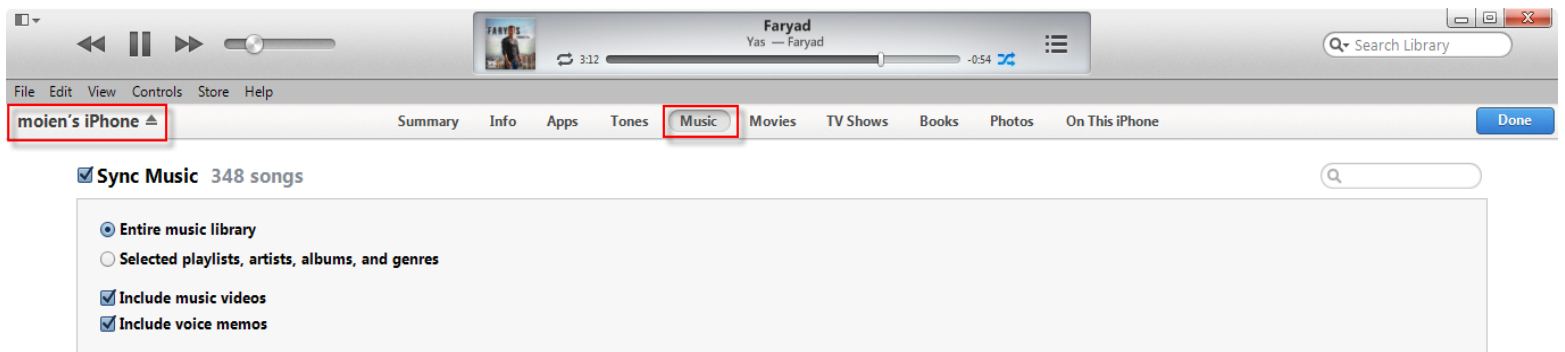 FARYAD
Faryad
Yas — Faryad
3:12
-0:54
Search Library
File Edit View Controls Store Help
moien's iPhone
Summary Info Apps Tones Music Movies TV Shows Books Photos On This iPhone
Done
Sync Music 348 songs
Entire music library
Selected playlists, artists, albums, and genres
Include music videos
Include voice memos